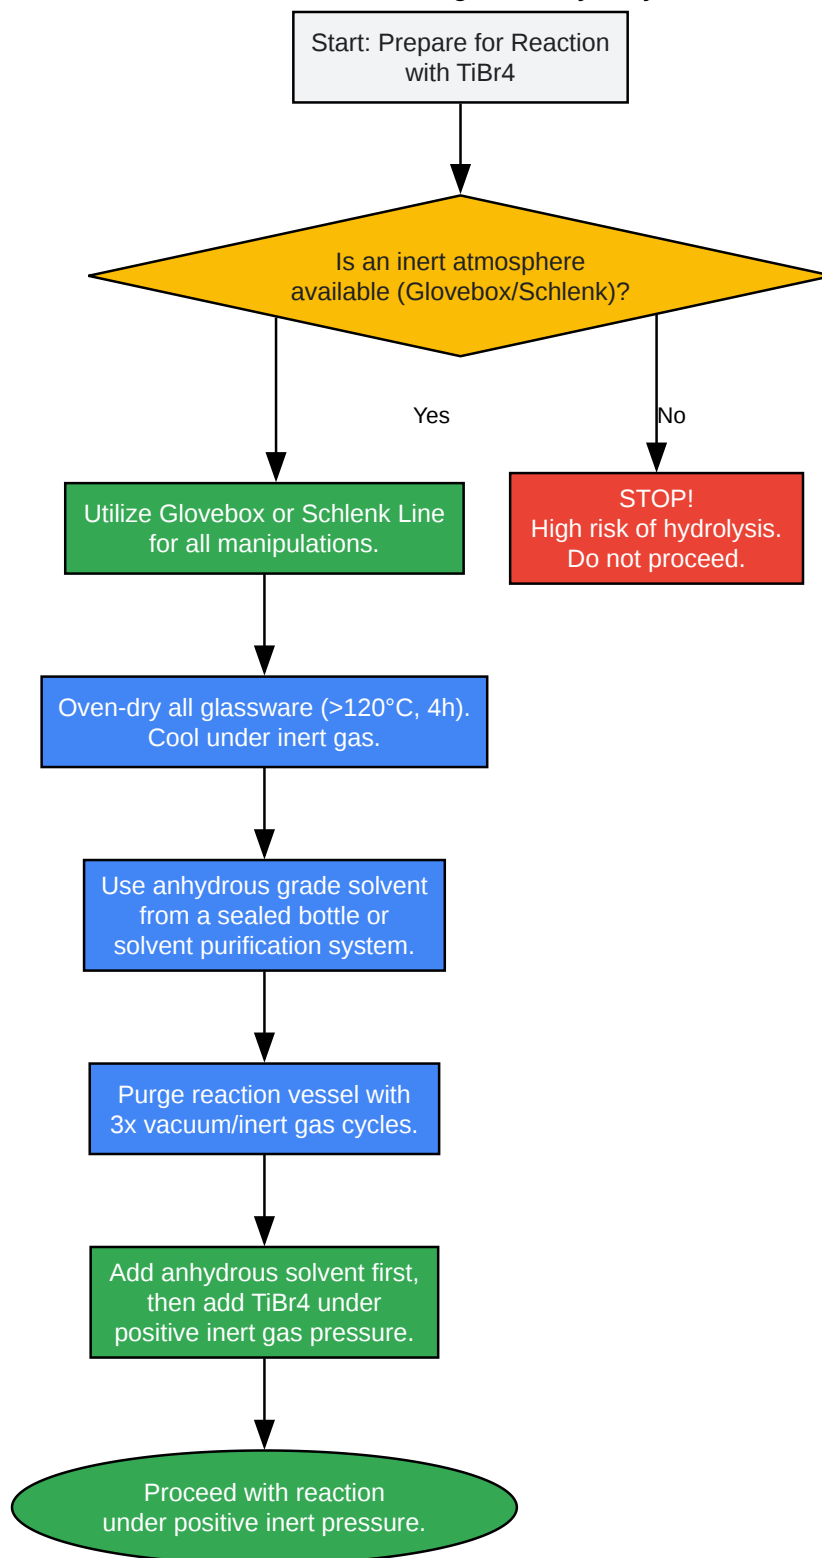 Start: Prepare for Reaction
with TiBr4
Is an inert atmosphere
available (Glovebox/Schlenk)?
Yes
No
Utilize Glovebox or Schlenk Line
for all manipulations.
STOP!
High risk of hydrolysis.
Do not proceed.
Oven-dry all glassware (>120°C, 4h).
Cool under inert gas.
Use anhydrous grade solvent
from a sealed bottle or
solvent purification system.
Purge reaction vessel with
3x vacuum/inert gas cycles.
Add anhydrous solvent first,
then add TiBr4 under
positive inert gas pressure.
Proceed with reaction
under positive inert pressure.